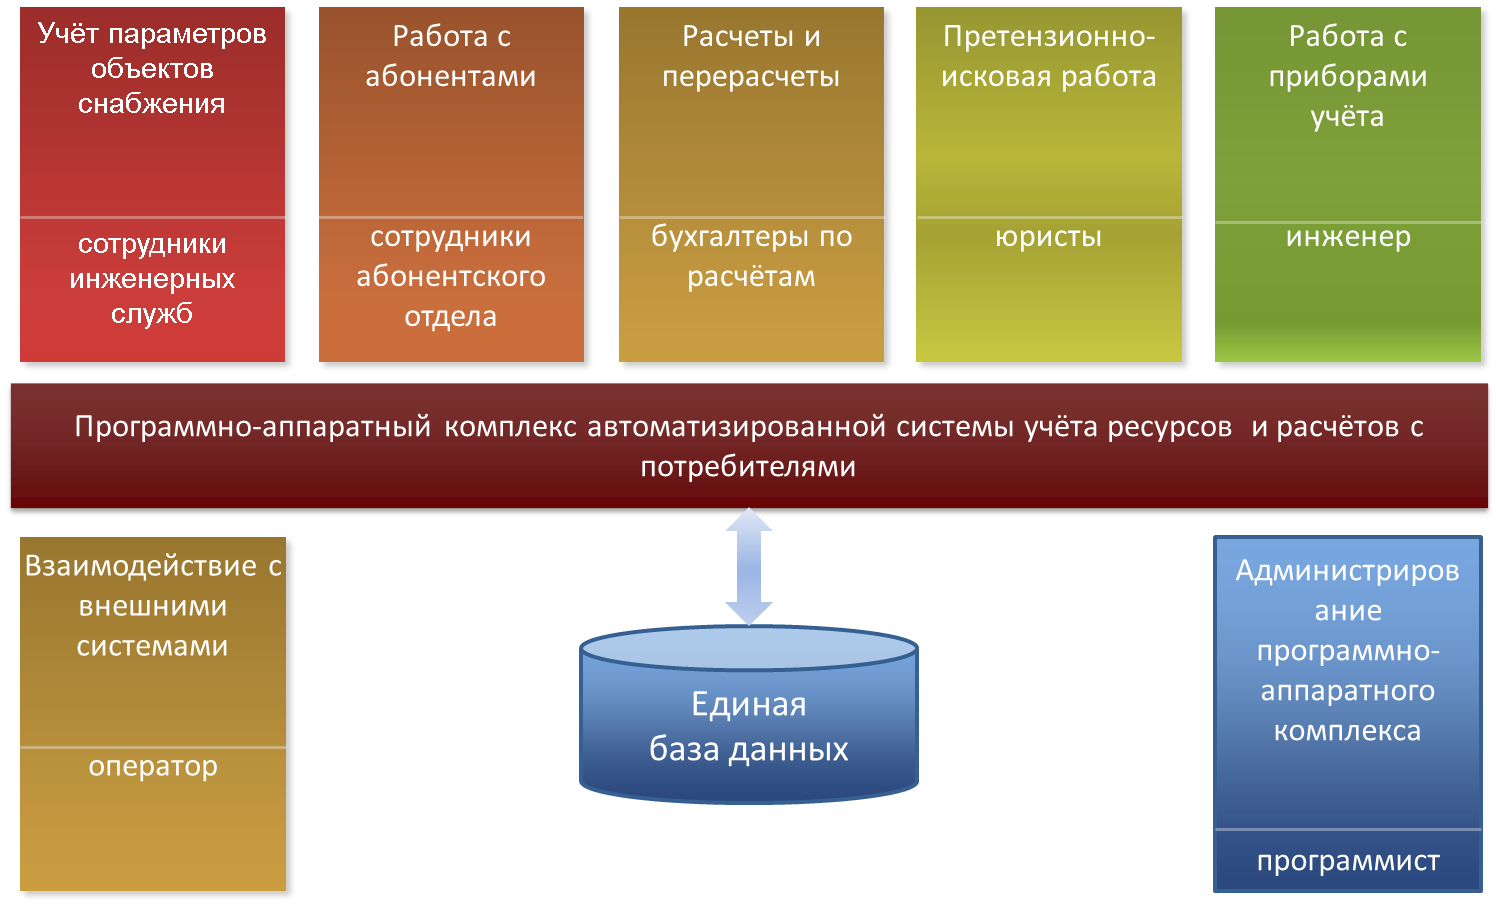 Учёт параметров
объектов
снабжения
сотрудники
инженерных
служб
Работа с
абонентами
сотрудники
абонентского
отдела
Расчеты и
перерасчеты
бухгалтеры по
расчётам
Претензионно-
исковая работа
юристы
Работа с
приборами
учёта
инженер
Программно-аппаратный комплекс автоматизированной системы учёта ресурсов и расчётов с
потребителями
Взаимодействие с
внешними
системами
оператор
Единая
база данных
Администриров
ание
программно-
аппаратного
комплекса
программист